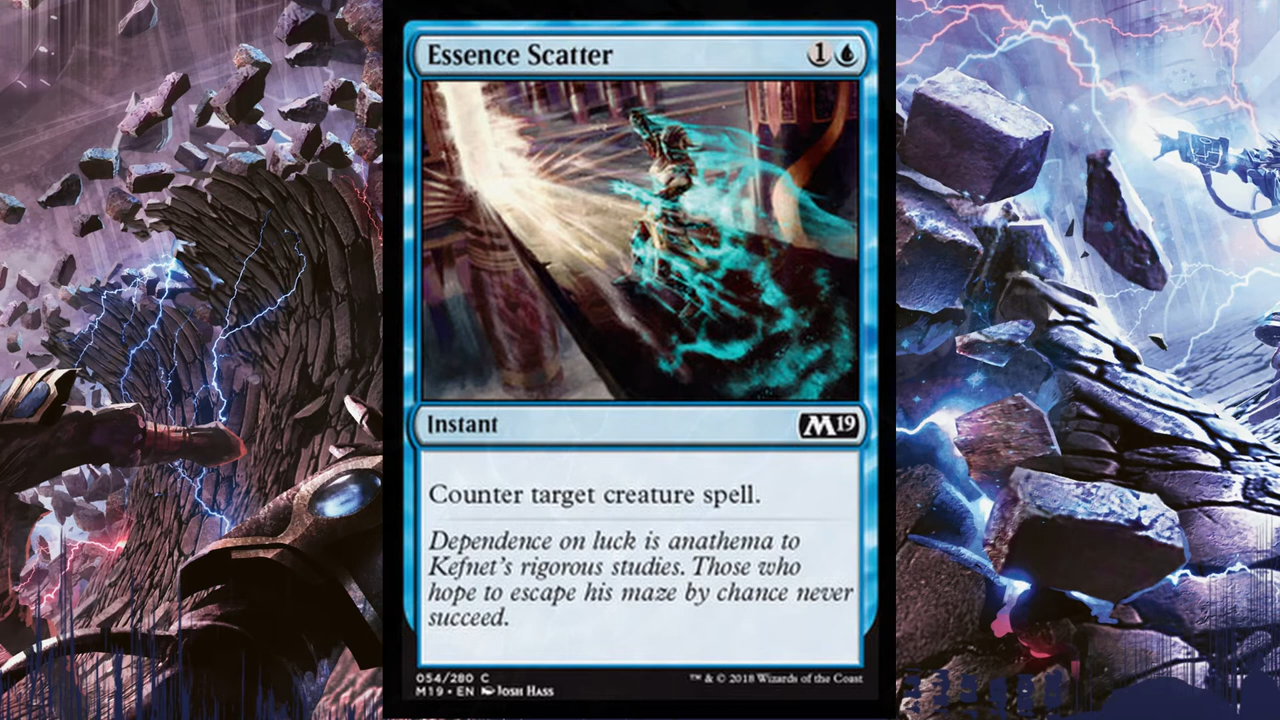 Essence Scatter 1
Instant M19
Counter target creature spell.
Dependence on luck is anathema to
Kefnet's rigorous studies. Those who
hope to escape his maze by chance never
succeed.
054/280 C
M19 • EN Josh Hass
™ & © 2018 Wizards of the Coast